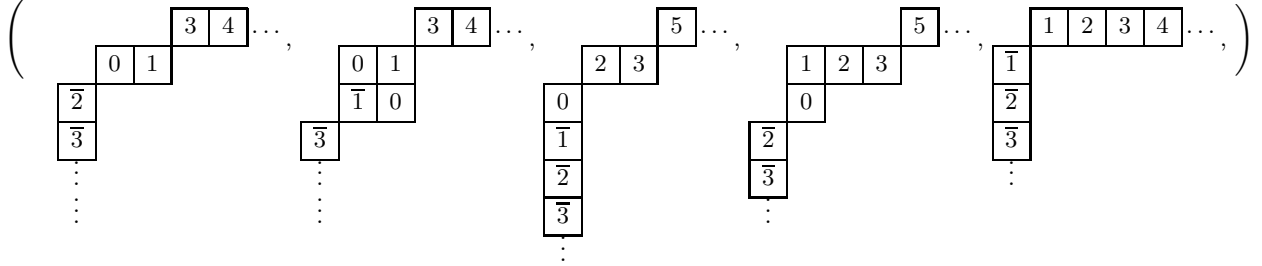 ( 3 4 ⋯ , 3 4 ⋯ , 5 ⋯ , 5 ⋯ , 1 2 3 4 ⋯ , )
0 1 0 1 2 3 1 2 3 1̅
2̅ 1̅ 0 0 0 2̅
3̅ 3̅ 1̅ 2̅ 3̅
⋮ ⋮ 2̅ 3̅ ⋮
⋮ ⋮ 3̅ ⋮
⋮